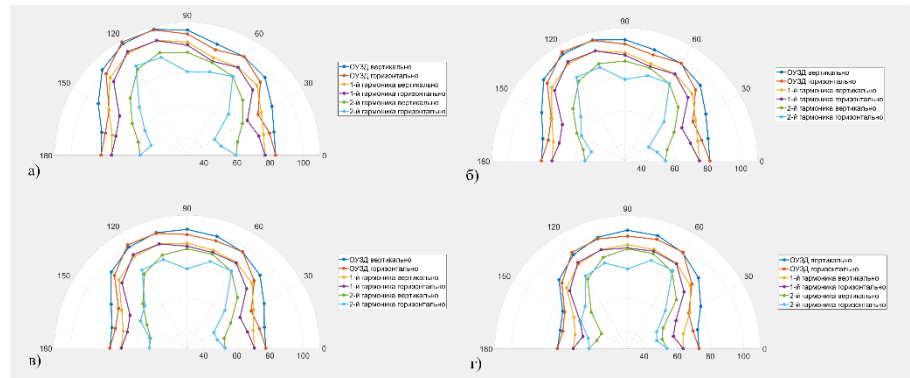 90
120
60
150
30
180
40 60 80 100
0
ОУЗД вертикально
ОУЗД горизонтально
1-й гармоника вертикально
1-й гармоника горизонтально
2-й гармоника вертикально
2-й гармоника горизонтально
а)
90
120
60
150
30
180
40 60 80 100
0
ОУЗД вертикально
ОУЗД горизонтально
1-й гармоника вертикально
1-й гармоника горизонтально
2-й гармоника вертикально
2-й гармоника горизонтально
б)
90
120
60
150
30
180
40 60 80 100
0
ОУЗД вертикально
ОУЗД горизонтально
1-й гармоника вертикально
1-й гармоника горизонтально
2-й гармоника вертикально
2-й гармоника горизонтально
в)
90
120
60
150
30
180
40 60 80 100
0
ОУЗД вертикально
ОУЗД горизонтально
1-й гармоника вертикально
1-й гармоника горизонтально
2-й гармоника вертикально
2-й гармоника горизонтально
г)